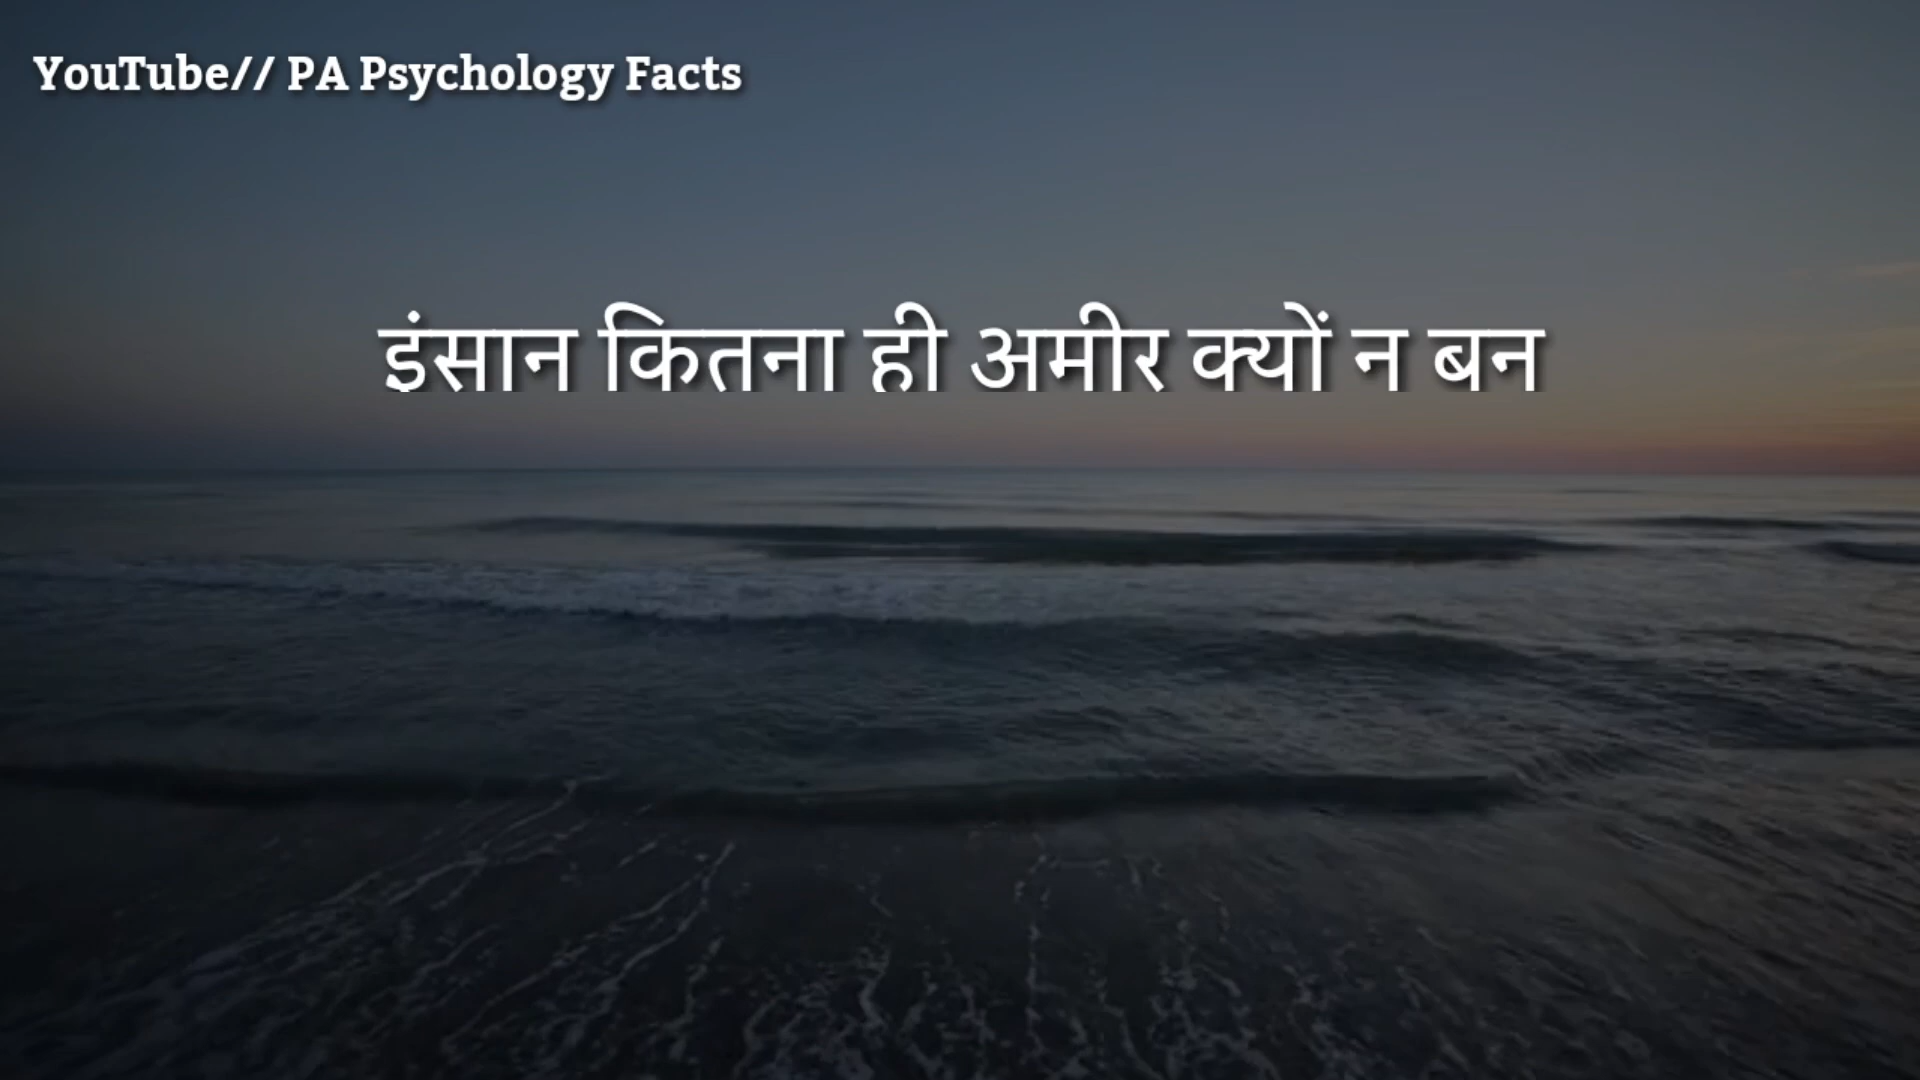 YouTube// PA Psychology Facts
इंसान कितना ही अमीर क्यों न बन